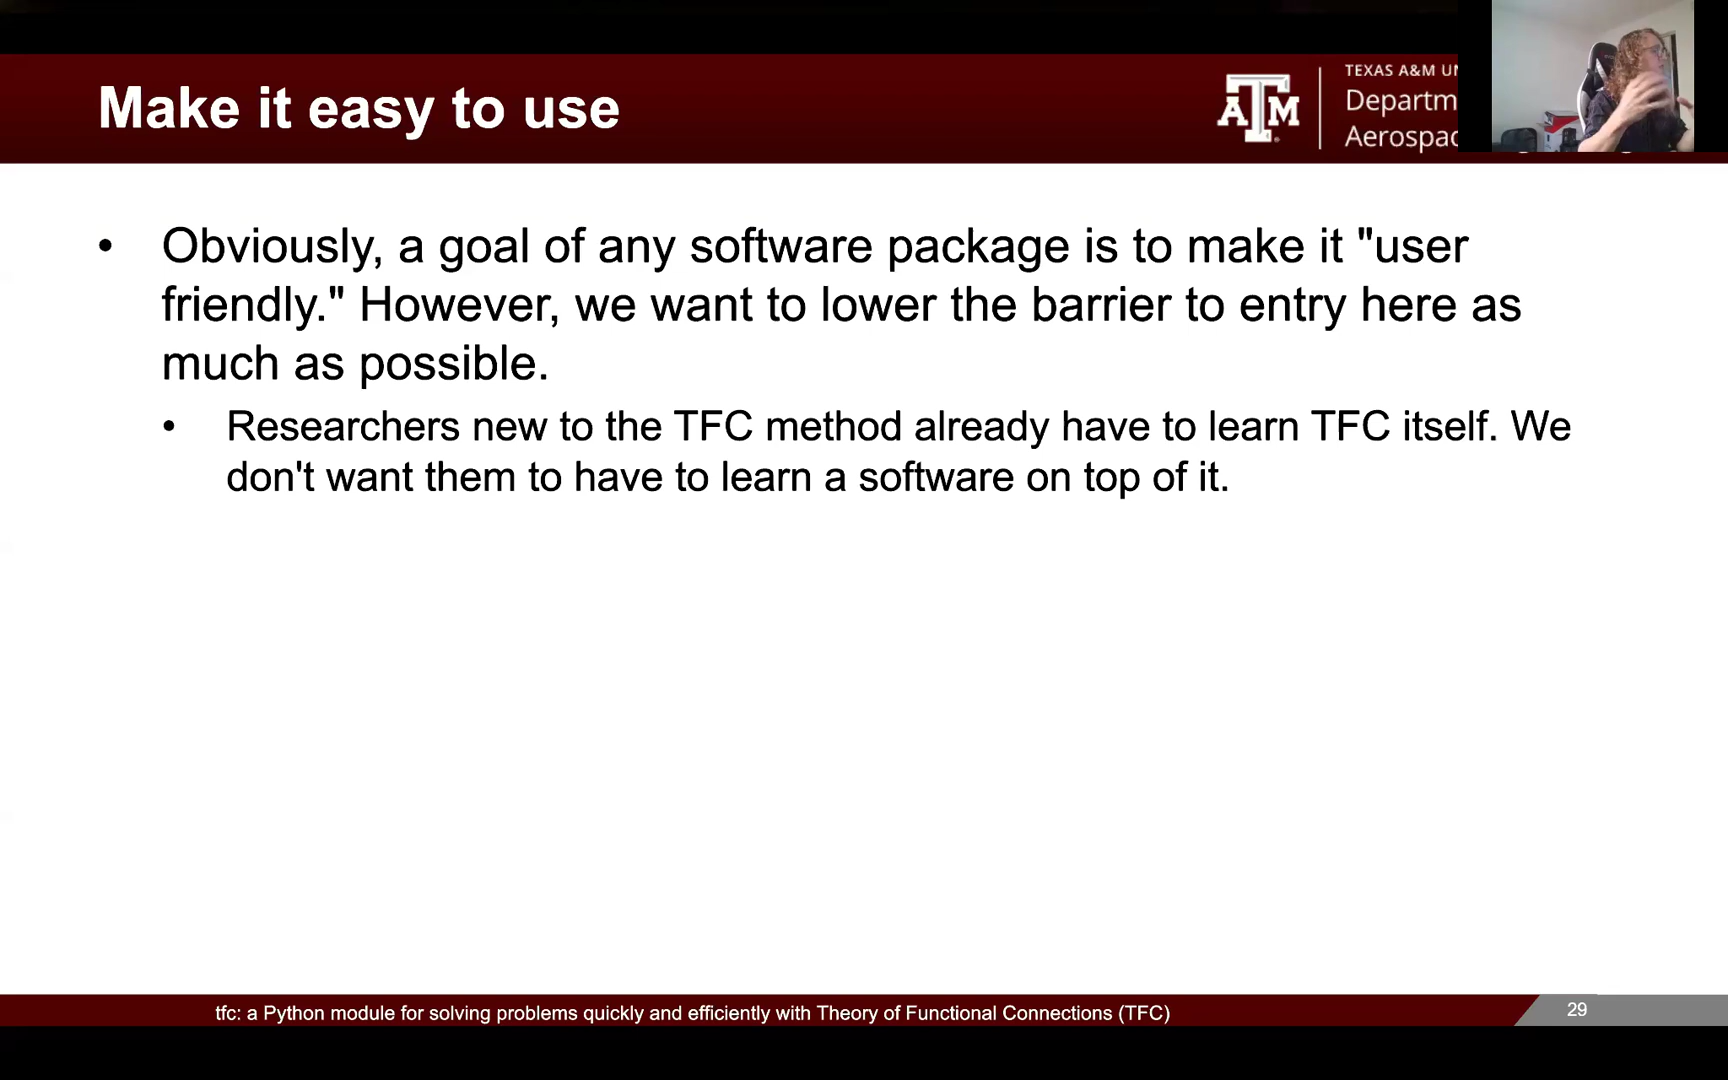 Make it easy to use
ATM
TEXAS A&M
Obviously, a goal of any software package is to make it "user
friendly." However, we want to lower the barrier to entry here as
much as possible.
Researchers new to the TFC method already have to learn TFC itself. We
don't want them to have to learn a software on top of it.
tfc: a Python module for solving problems quickly and efficiently with Theory of Functional Connections (TFC)
29